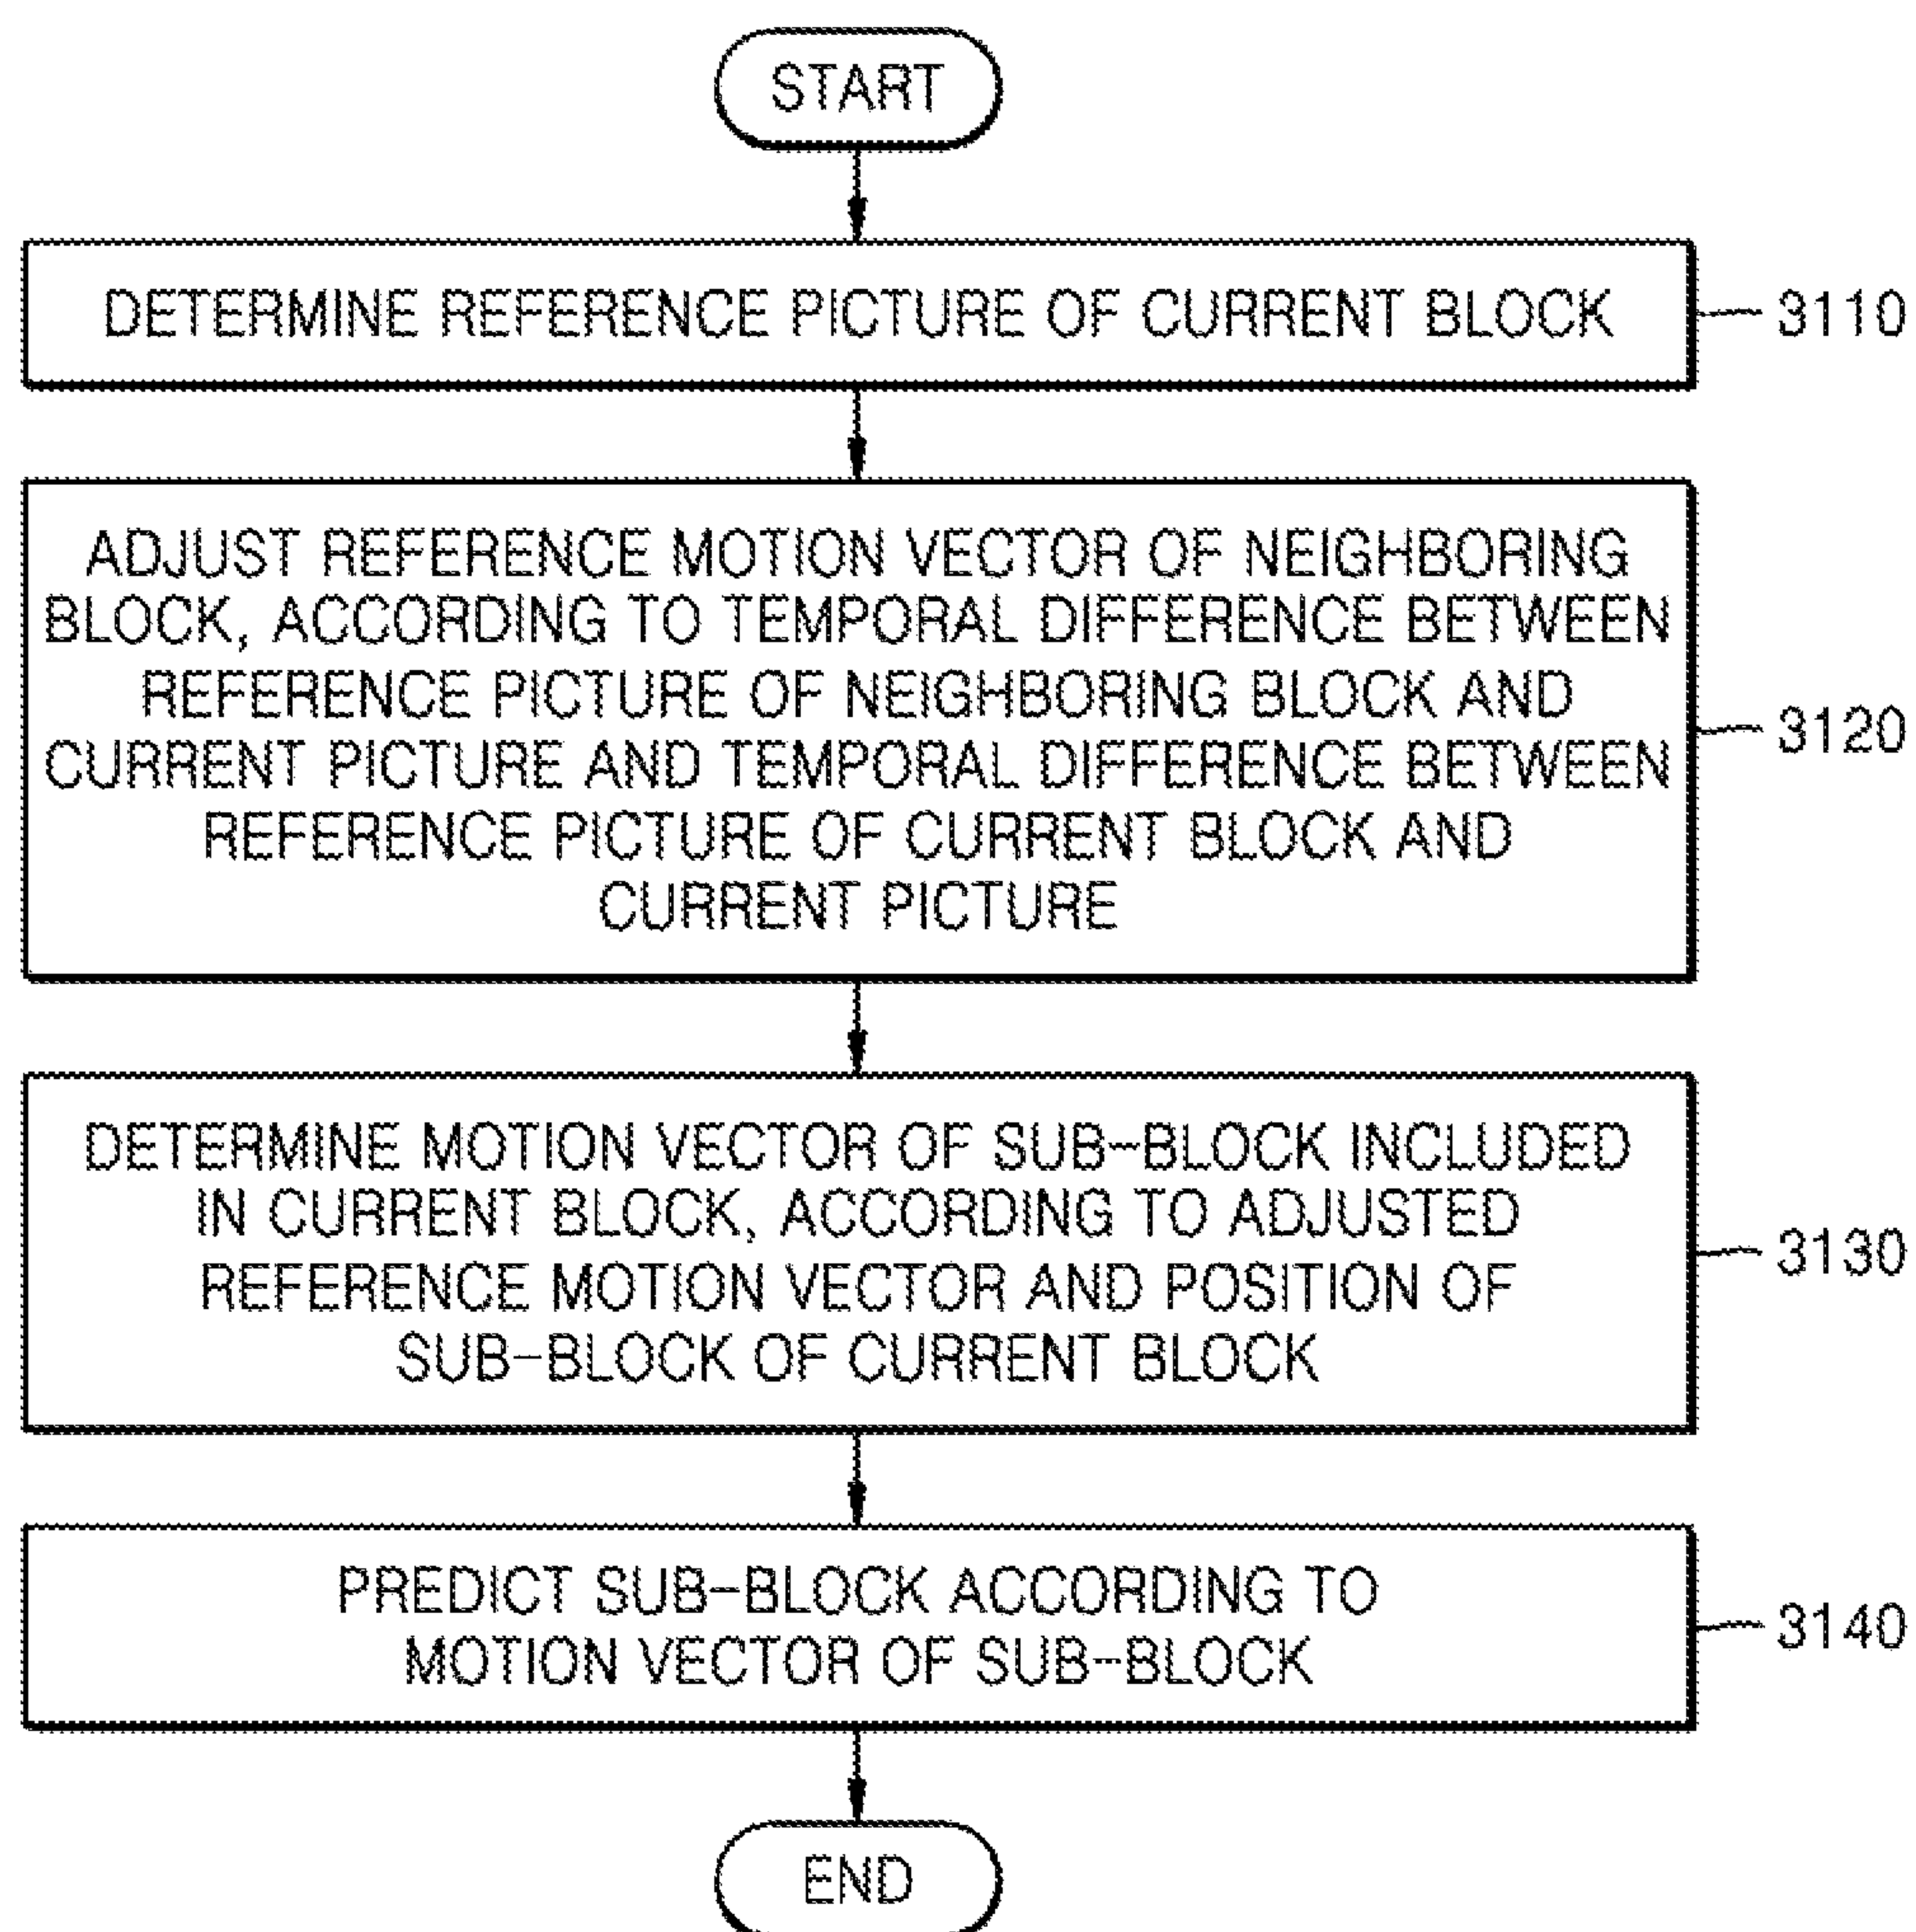 START
DETERMINE REFERENCE PICTURE OF CURRENT BLOCK
3110
ADJUST REFERENCE MOTION VECTOR OF NEIGHBORING
BLOCK, ACCORDING TO TEMPORAL DIFFERENCE BETWEEN
REFERENCE PICTURE OF NEIGHBORING BLOCK AND
CURRENT PICTURE AND TEMPORAL DIFFERENCE BETWEEN
REFERENCE PICTURE OF CURRENT BLOCK AND
CURRENT PICTURE
3120
DETERMINE MOTION VECTOR OF SUB-BLOCK INCLUDED
IN CURRENT BLOCK, ACCORDING TO ADJUSTED
REFERENCE MOTION VECTOR AND POSITION OF
SUB-BLOCK OF CURRENT BLOCK
3130
PREDICT SUB-BLOCK ACCORDING TO
MOTION VECTOR OF SUB-BLOCK
3140
END